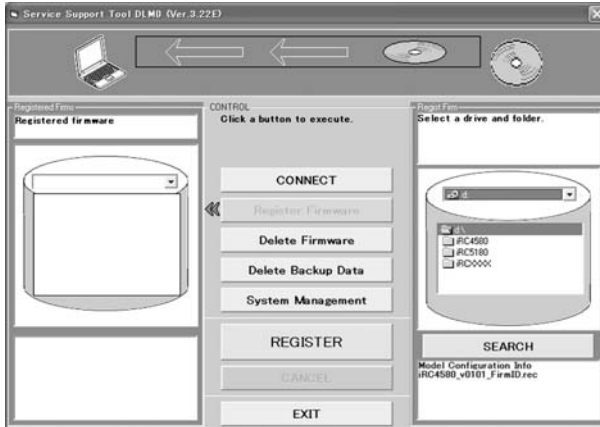 Service Support Tool DLM0 (Ver.3.22E)
Registered Firms
Registered firmware
CONTROL
Click a button to execute.
CONNECT
Register Firmware
Delete Firmware
Delete Backup Data
System Management
REGISTER
CANCEL
EXIT
Regist Firm
Select a drive and folder.
d:
d:\
iRC4580
iRC5180
iRCXXXX
SEARCH
Model Configuration Info
iRC4580_v0101_FirmID.rec